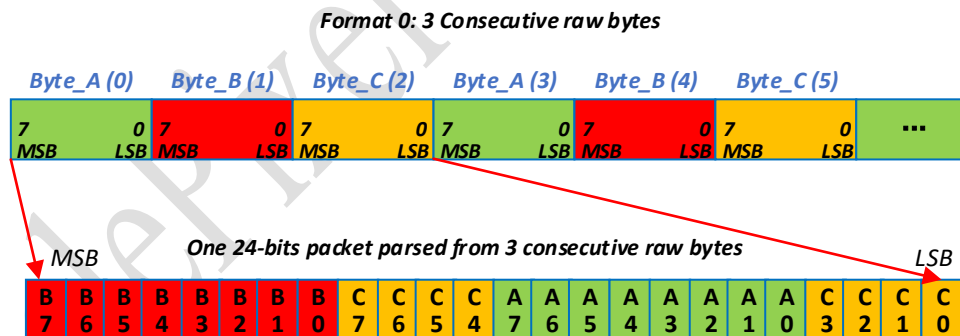 Format 0: 3 Consecutive raw bytes
Byte_A (0) Byte_B (1) Byte_C (2) Byte_A (3) Byte_B (4) Byte_C (5)
7 0 7 0 7 0 7 0 7 0 7 0 ...
MSB LSB MSB LSB MSB LSB MSB LSB MSB LSB MSB LSB
One 24-bits packet parsed from 3 consecutive raw bytes
MSB LSB
B B B B B B B B C C C C A A A A A A A A C C C C
7 6 5 4 3 2 1 0 7 6 5 4 7 6 5 4 3 2 1 0 3 2 1 0